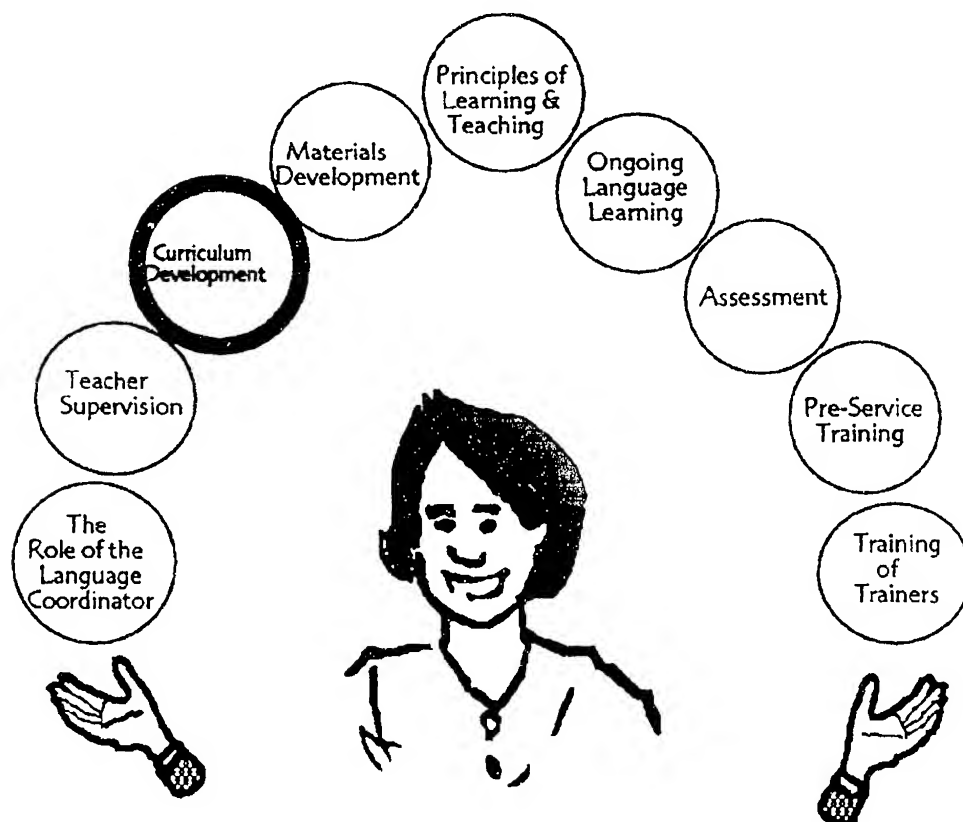 The
Role of the
Language
Coordinator
Teacher
Supervision
Curriculum
Development
Materials
Development
Principles of
Learning &
Teaching
Ongoing
Language
Learning
Assessment
Pre-Service
Training
Training
of
Trainers